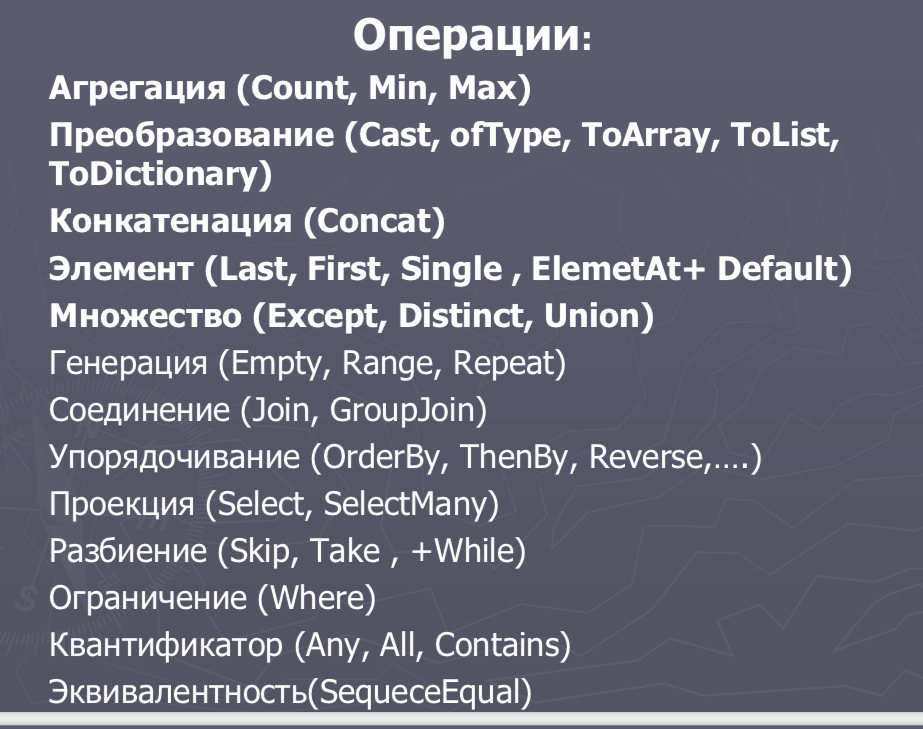 Операции:
Агрегация (Count, Min, Max)
Преобразование (Cast, ofType, ToArray, ToList,
ToDictionary)
Конкатенация (Concat)
Элемент (Last, First, Single , ElemetAt+ Default)
Множество (Except, Distinct, Union)
Генерация (Empty, Range, Repeat)
Соединение (Join, GroupJoin)
Упорядочивание (OrderBy, ThenBy, Reverse,....)
Проекция (Select, SelectMany)
Разбиение (Skip, Take , +While)
Ограничение (Where)
Квантификатор (Any, All, Contains)
Эквивалентность(SequeceEqual)